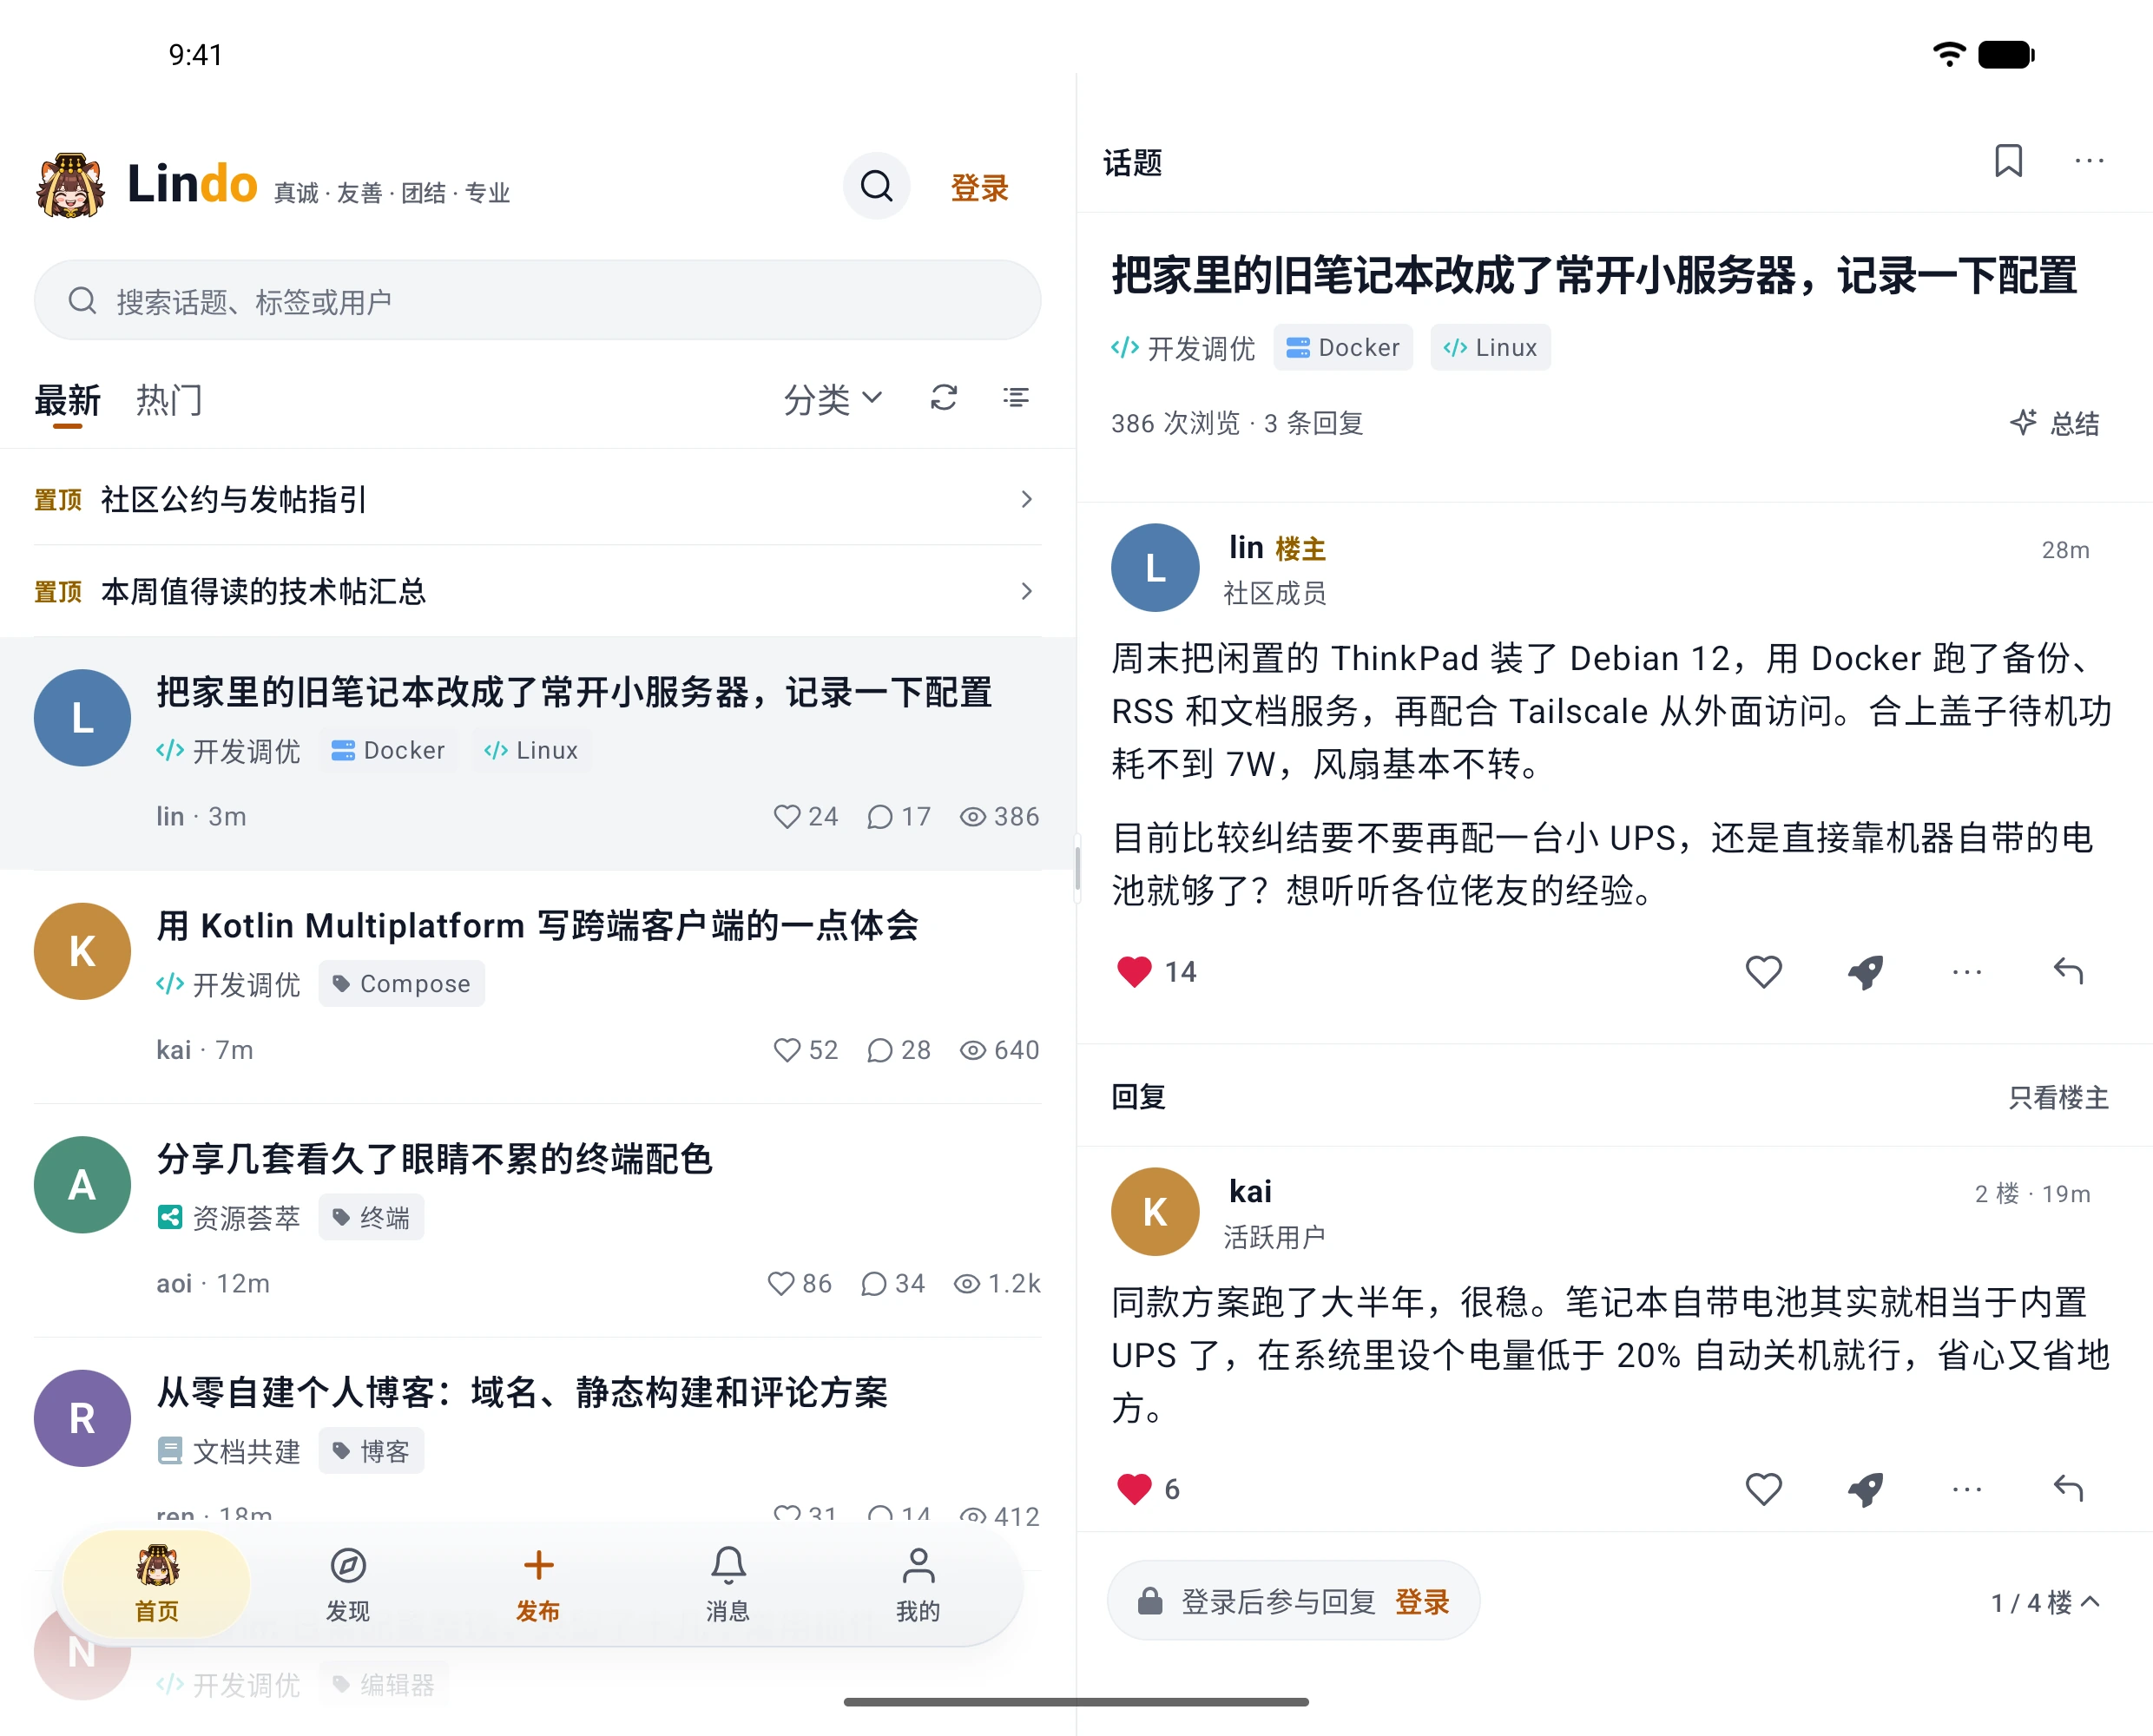 9:41
Lindo 真诚 · 友善 · 团结 · 专业
登录
搜索话题、标签或用户
最新 热门 分类
置顶 社区公约与发帖指引
置顶 本周值得读的技术帖汇总
L
把家里的旧笔记本改成了常开小服务器，记录一下配置
开发调优 Docker Linux
lin · 3m 24 17 386
K
用 Kotlin Multiplatform 写跨端客户端的一点体会
开发调优 Compose
kai · 7m 52 28 640
A
分享几套看久了眼睛不累的终端配色
资源荟萃 终端
aoi · 12m 86 34 1.2k
R
从零自建个人博客：域名、静态构建和评论方案
文档共建 博客
ren · 18m 31 14 412
N
开发调优 编辑器
首页 发现 发布 消息 我的
话题
把家里的旧笔记本改成了常开小服务器，记录一下配置
开发调优 Docker Linux
386 次浏览 · 3 条回复 总结
L
lin 楼主 28m
社区成员
周末把闲置的 ThinkPad 装了 Debian 12，用 Docker 跑了备份、
RSS 和文档服务，再配合 Tailscale 从外面访问。合上盖子待机功
耗不到 7W，风扇基本不转。
目前比较纠结要不要再配一台小 UPS，还是直接靠机器自带的电
池就够了？想听听各位佬友的经验。
14
回复 只看楼主
K
kai 2 楼 · 19m
活跃用户
同款方案跑了大半年，很稳。笔记本自带电池其实就相当于内置
UPS 了，在系统里设个电量低于 20% 自动关机就行，省心又省地
方。
6
登录后参与回复 登录 1 / 4 楼